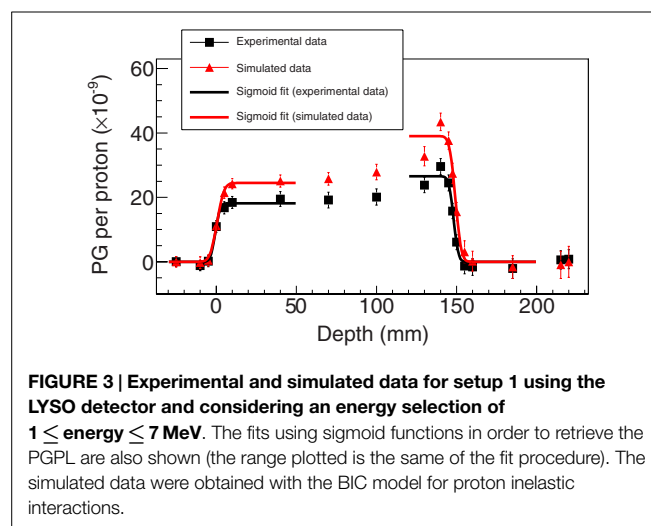 Experimental data
Simulated data
Sigmoid fit (experimental data)
Sigmoid fit (simulated data)
60
40
20
0
PG per proton (×10⁻⁹)
0 50 100 150 200
Depth (mm)
FIGURE 3 | Experimental and simulated data for setup 1 using the
LYSO detector and considering an energy selection of
1 ≤ energy ≤ 7 MeV. The fits using sigmoid functions in order to retrieve the
PGPL are also shown (the range plotted is the same of the fit procedure). The
simulated data were obtained with the BIC model for proton inelastic
interactions.